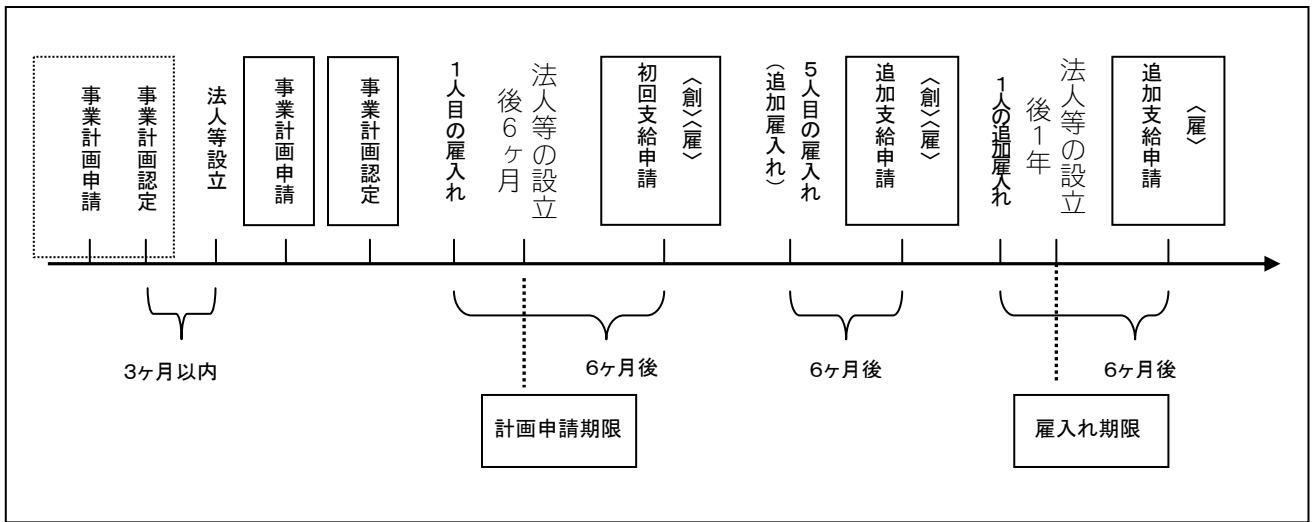 事業計画申請
事業計画認定
法人等設立
事業計画申請
事業計画認定
1人目の雇入れ
法人等の設立
後6ヶ月
〈創〉〈雇〉
初回支給申請
5人目の雇入れ
(追加雇入れ)
〈創〉〈雇〉
追加支給申請
1人の追加雇入れ
法人等の設立
後1年
〈雇〉
追加支給申請
3ヶ月以内
6ヶ月後
6ヶ月後
6ヶ月後
計画申請期限
雇入れ期限